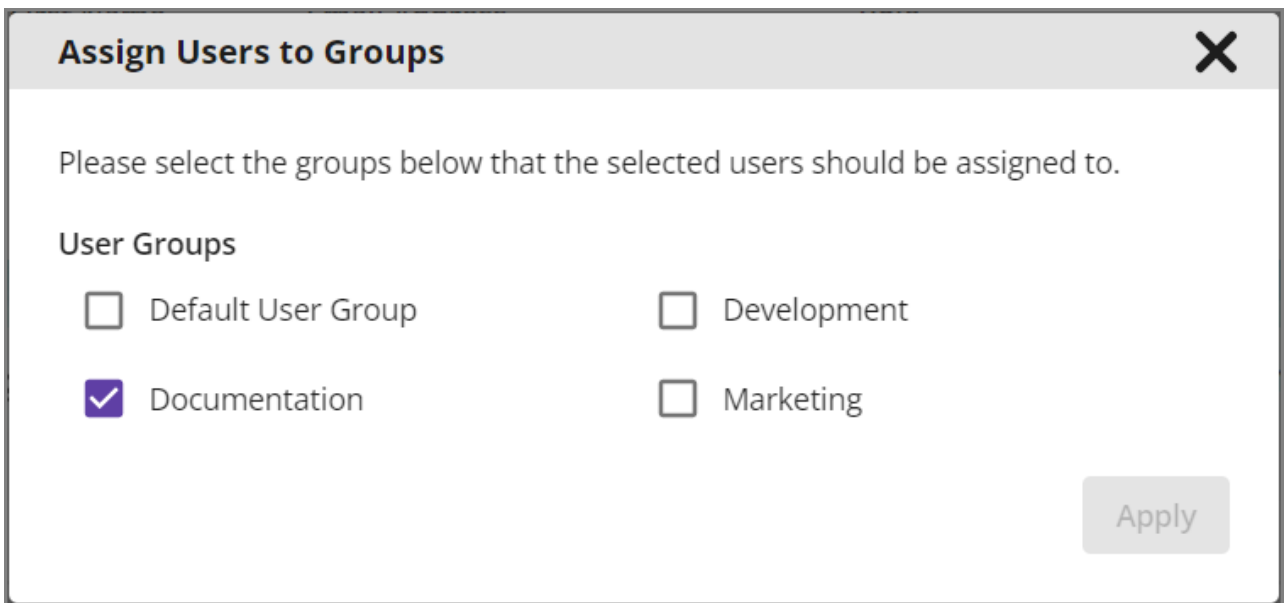 Assign Users to Groups
Please select the groups below that the selected users should be assigned to.
User Groups
Default User Group
Development
Documentation
Marketing
Apply